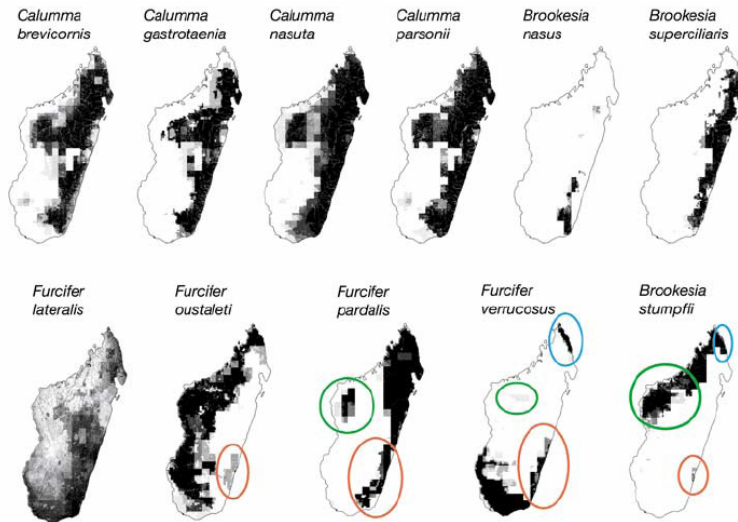 Calumma
brevicornis
Calumma
gastrotaenia
Calumma
nasuta
Calumma
parsonii
Brookesia
nasus
Brookesia
superciliaris
Furcifer
lateralis
Furcifer
oustaleti
Furcifer
pardalis
Furcifer
verrucosus
Brookesia
stumpffi